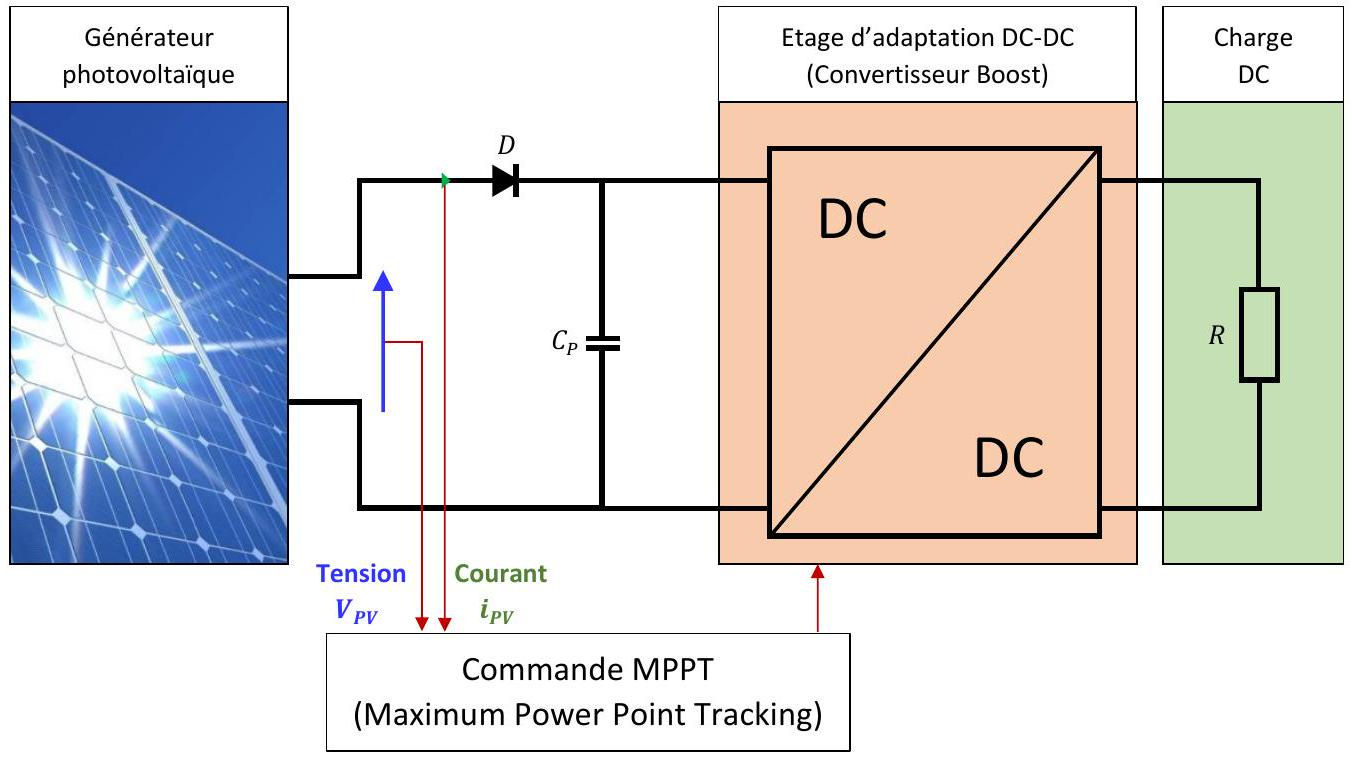 Générateur
photovoltaïque
Etage d’adaptation DC-DC
(Convertisseur Boost)
Charge
DC
D
DC
C_P
R
DC
Tension
V_PV
Courant
i_PV
Commande MPPT
(Maximum Power Point Tracking)